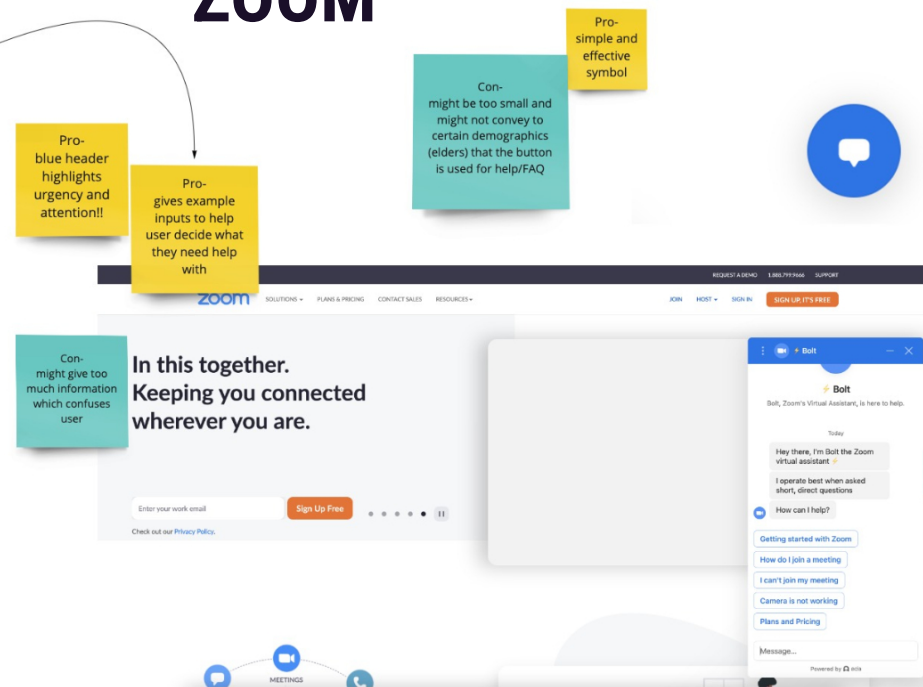 ZOOM
Pro-
simple and
effective
symbol
Con-
might be too small and
might not convey to
certain demographics
(elders) that the button
is used for help/FAQ
Pro-
blue header
highlights
urgency and
attention!!
Pro-
gives example
inputs to help
user decide what
they need help
with
REQUEST A DEMO 1.888.799.9666 SUPPORT
zoom SOLUTIONS PLANS & PRICING CONTACT SALES RESOURCES JOIN HOST SIGN IN SIGN UP, IT'S FREE
Con-
might give too
much information
which confuses
user
In this together.
Keeping you connected
wherever you are.
Enter your work email Sign Up Free
Check out our Privacy Policy.
Bolt
Bolt
Bolt, Zoom's Virtual Assistant, is here to help.
Today
Hey there, I'm Bolt the Zoom
virtual assistant
I operate best when asked
short, direct questions
How can I help?
Getting started with Zoom
How do I join a meeting
I can't join my meeting
Camera is not working
Plans and Pricing
Message...
Powered by ada
MEETINGS